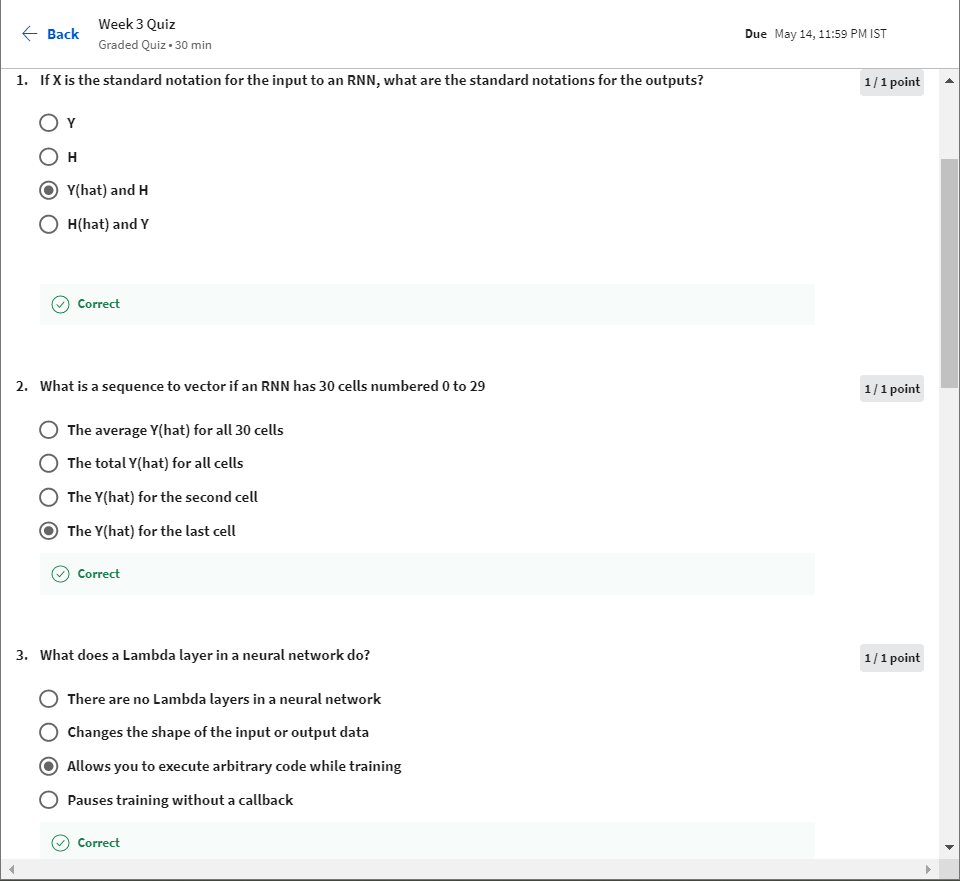 Back
Week 3 Quiz
Graded Quiz • 30 min
Due May 14, 11:59 PM IST
1. If X is the standard notation for the input to an RNN, what are the standard notations for the outputs?
1 / 1 point
Y
H
Y(hat) and H
H(hat) and Y
Correct
2. What is a sequence to vector if an RNN has 30 cells numbered 0 to 29
1 / 1 point
The average Y(hat) for all 30 cells
The total Y(hat) for all cells
The Y(hat) for the second cell
The Y(hat) for the last cell
Correct
3. What does a Lambda layer in a neural network do?
1 / 1 point
There are no Lambda layers in a neural network
Changes the shape of the input or output data
Allows you to execute arbitrary code while training
Pauses training without a callback
Correct